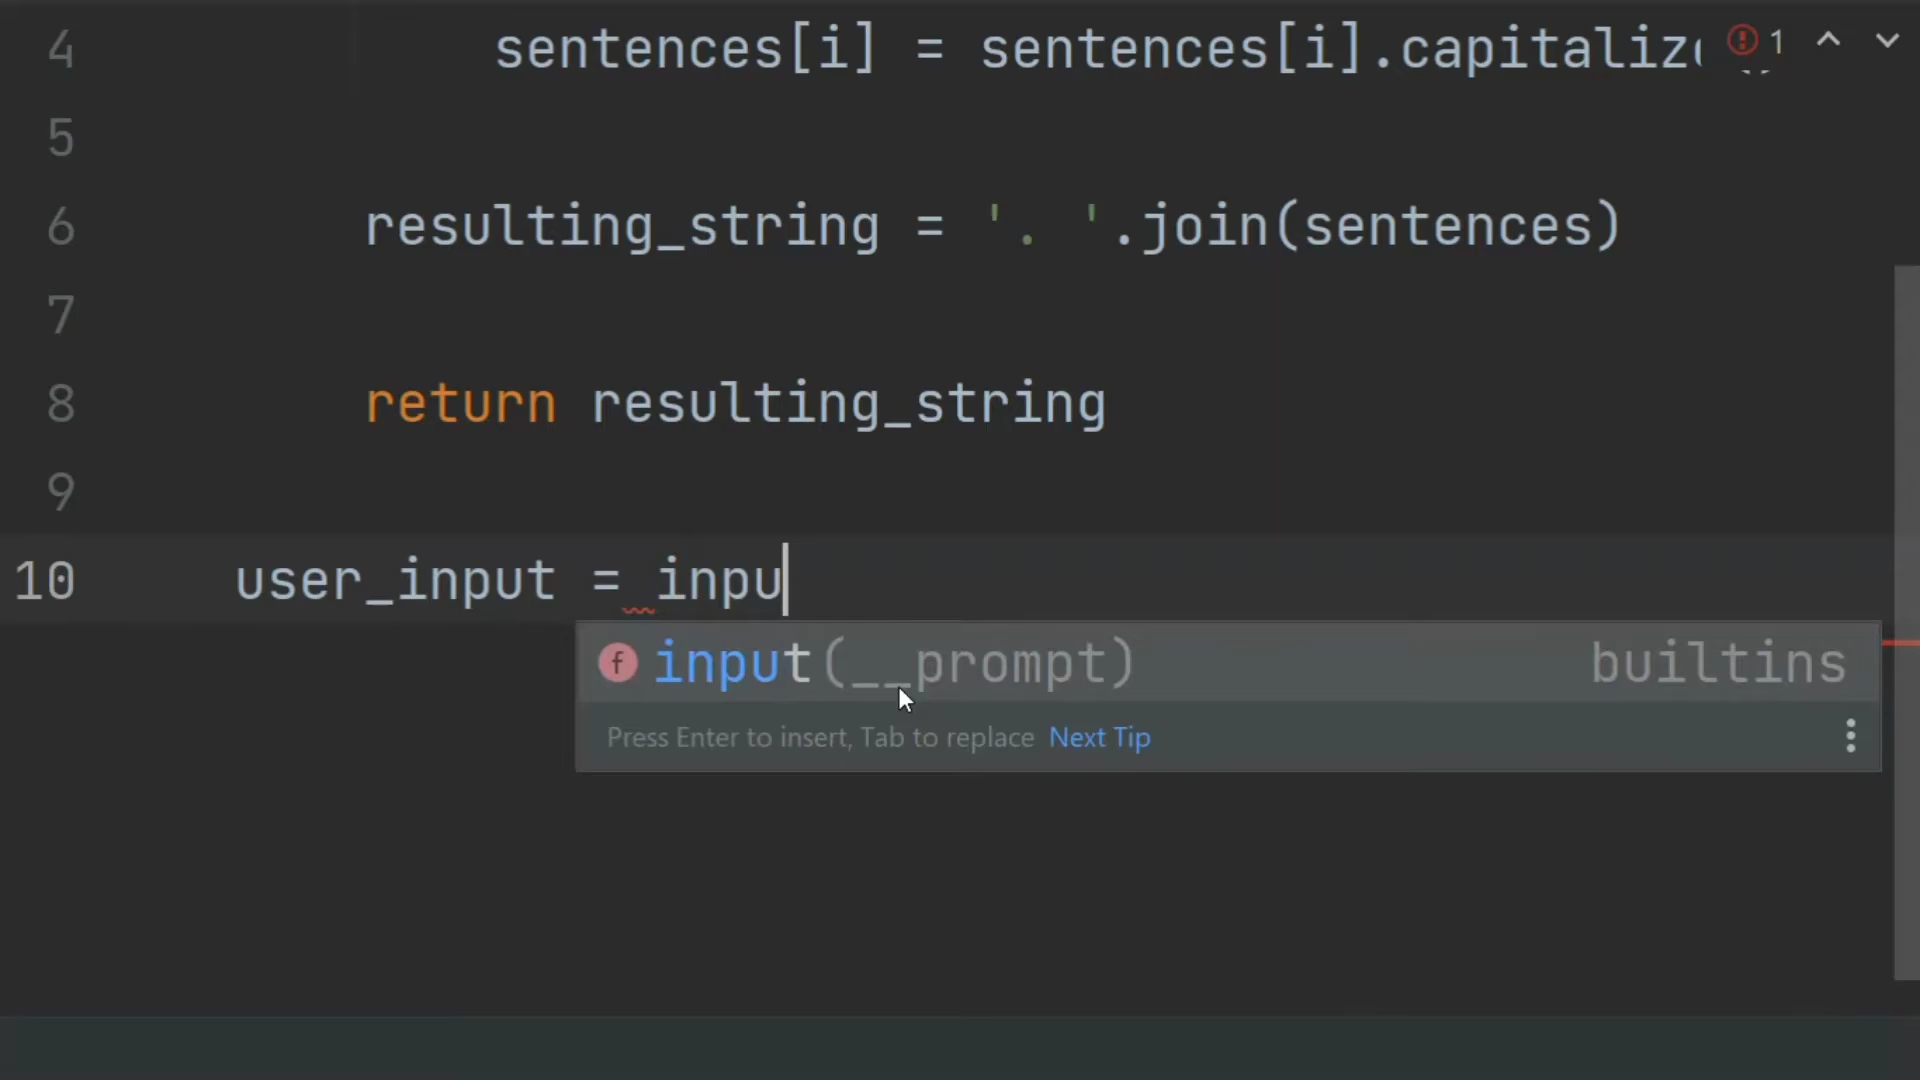 4 sentences[i] = sentences[i].capitaliz 1
5
6 resulting_string = '. '.join(sentences)
7
8 return resulting_string
9
10 user_input = inpu
input(__prompt) builtins
Press Enter to insert, Tab to replace Next Tip